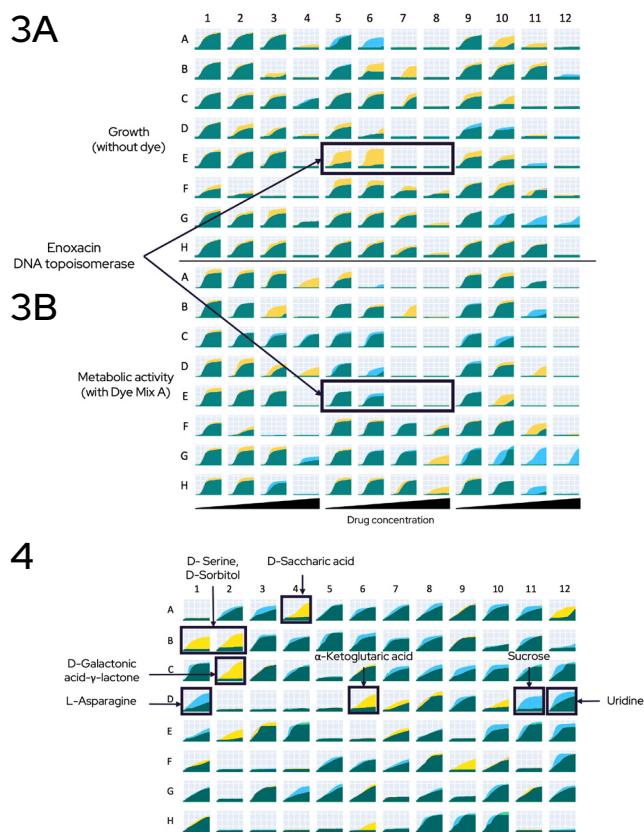 3A
1 2 3 4 5 6 7 8 9 10 11 12
A
B
C
Growth
(without dye)
D
E
F
G
Enoxacin
DNA topoisomerase
H
3B
A
B
C
Metabolic activity
(with Dye Mix A)
D
E
F
G
H
Drug concentration
4
D- Serine,
D-Sorbitol
D-Saccharic acid
1 2 3 4 5 6 7 8 9 10 11 12
A
B
D-Galactonic
acid-γ-lactone
C
α-Ketoglutaric acid
Sucrose
L-Asparagine
D
Uridine
E
F
G
H